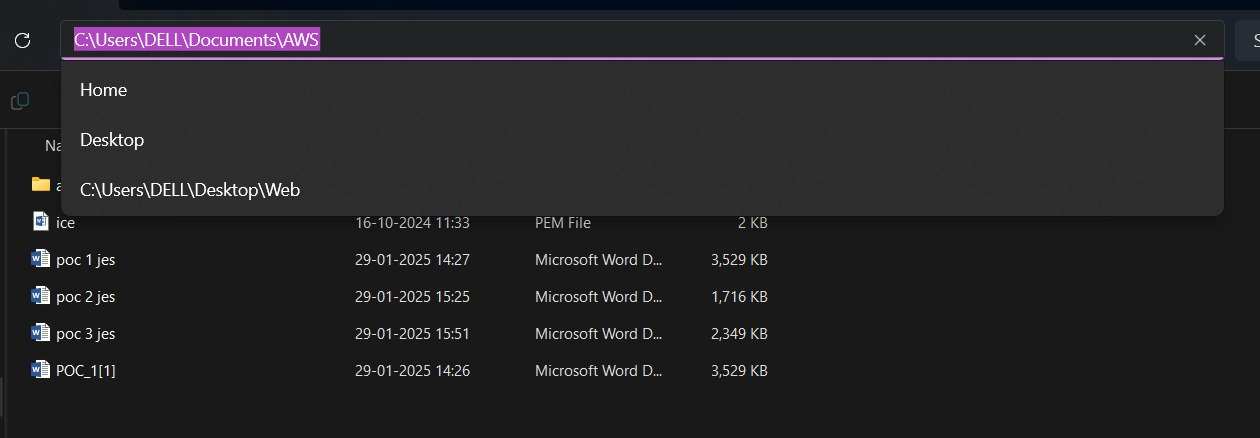 C:\Users\DELL\Documents\AWS
Home
Desktop
C:\Users\DELL\Desktop\Web
ice 16-10-2024 11:33 PEM File 2 KB
poc 1 jes 29-01-2025 14:27 Microsoft Word D... 3,529 KB
poc 2 jes 29-01-2025 15:25 Microsoft Word D... 1,716 KB
poc 3 jes 29-01-2025 15:51 Microsoft Word D... 2,349 KB
POC_1[1] 29-01-2025 14:26 Microsoft Word D... 3,529 KB